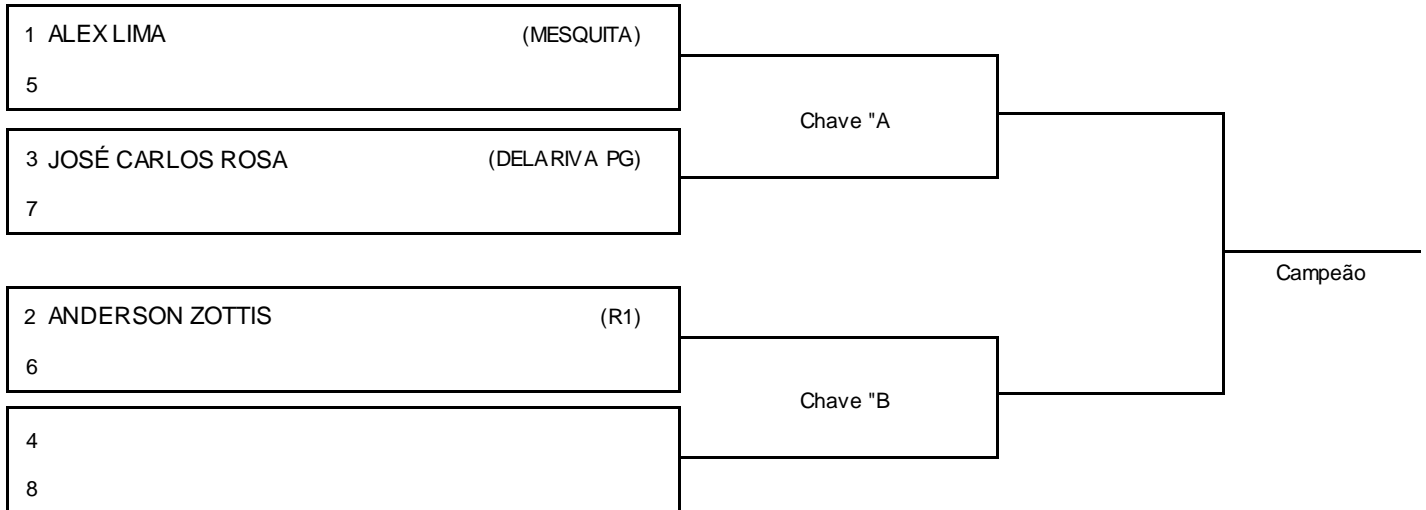 1 ALEX LIMA (MESQUITA)
5
Chave "A
3 JOSÉ CARLOS ROSA (DELARIVA PG)
7
Campeão
2 ANDERSON ZOTTIS (R1)
6
Chave "B
4
8